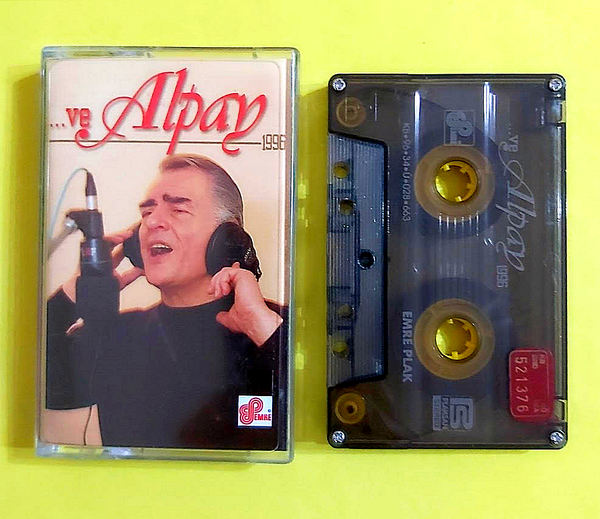 ...ve Alpay
1996
EMRE
...ve Alpay 1996
EMRE PLAK
521376